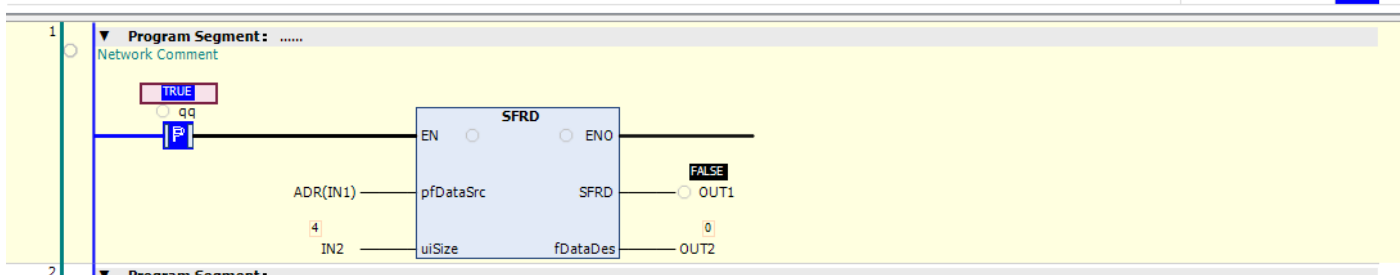 1
▼ Program Segment: ......
Network Comment
TRUE
qq
P
SFRD
EN
ENO
FALSE
ADR(IN1)
pfDataSrc
SFRD
OUT1
4
0
IN2
uiSize
fDataDes
OUT2
2
▼ Program Segment: